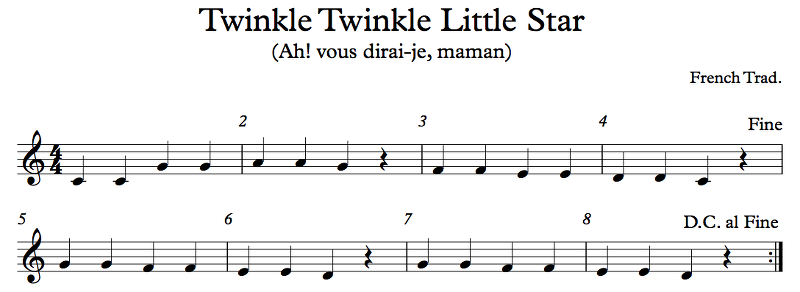 Twinkle Twinkle Little Star
(Ah! vous dirai-je, maman)
French Trad.
2 3 4 Fine
4
4
5 6 7 8 D.C. al Fine